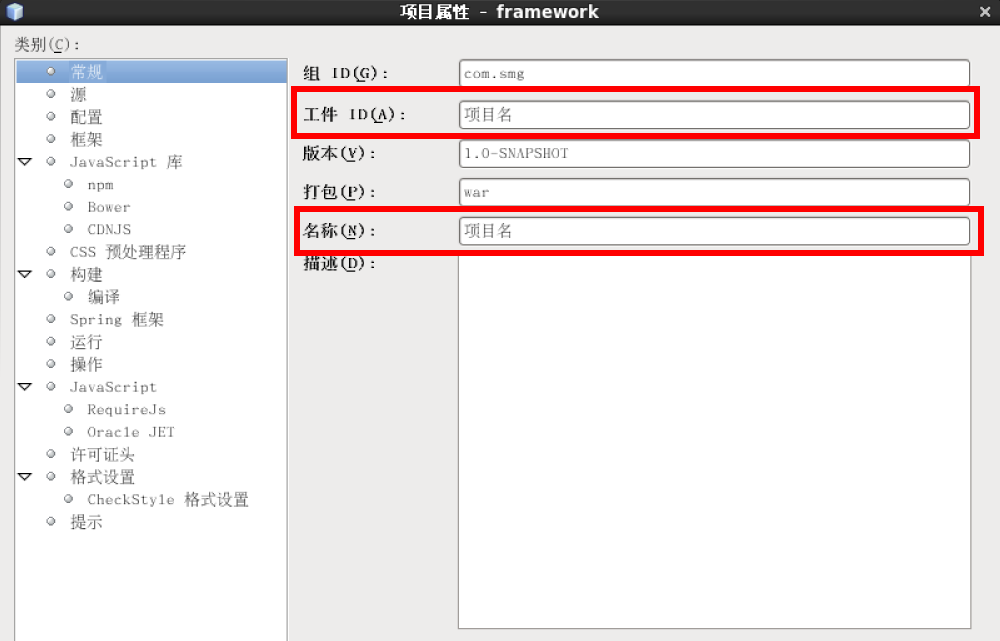 项目属性 - framework
类别(C):
常规
源
配置
框架
JavaScript 库
npm
Bower
CDNJS
CSS 预处理程序
构建
编译
Spring 框架
运行
操作
JavaScript
RequireJs
Oracle JET
许可证头
格式设置
CheckStyle 格式设置
提示
组 ID(G): com.smg
工件 ID(A): 项目名
版本(V): 1.0-SNAPSHOT
打包(P): war
名称(N): 项目名
描述(D):